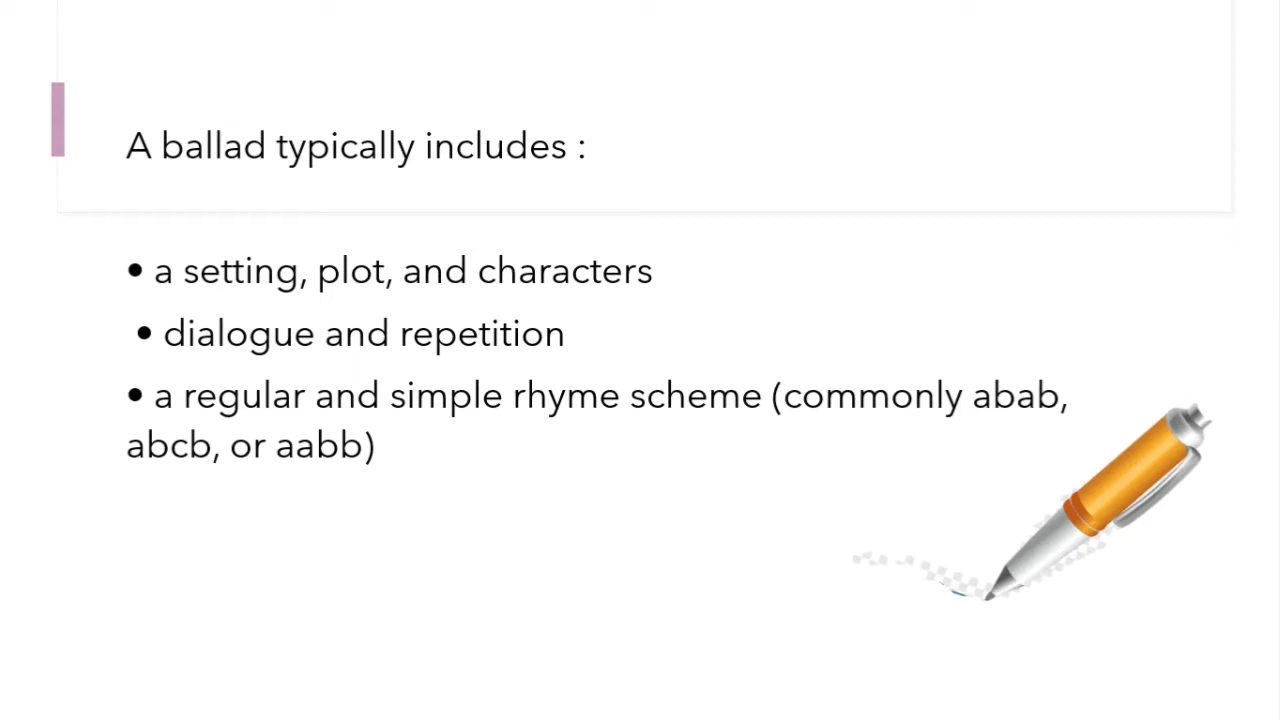 A ballad typically includes :
• a setting, plot, and characters
• dialogue and repetition
• a regular and simple rhyme scheme (commonly abab,
abcb, or aabb)